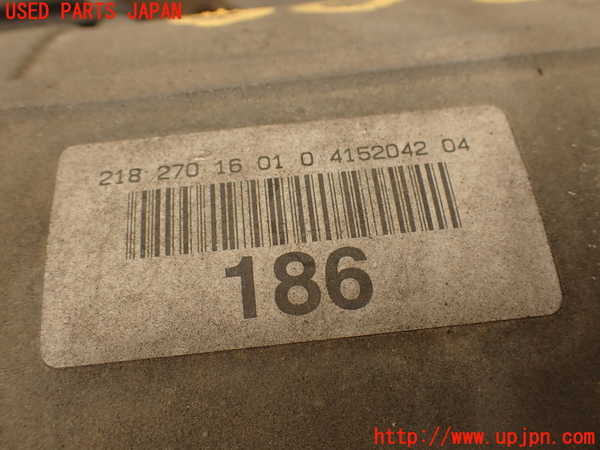 USED PARTS JAPAN
218 270 16 01 0 4152042 04
186
http://www.upjpn.com/